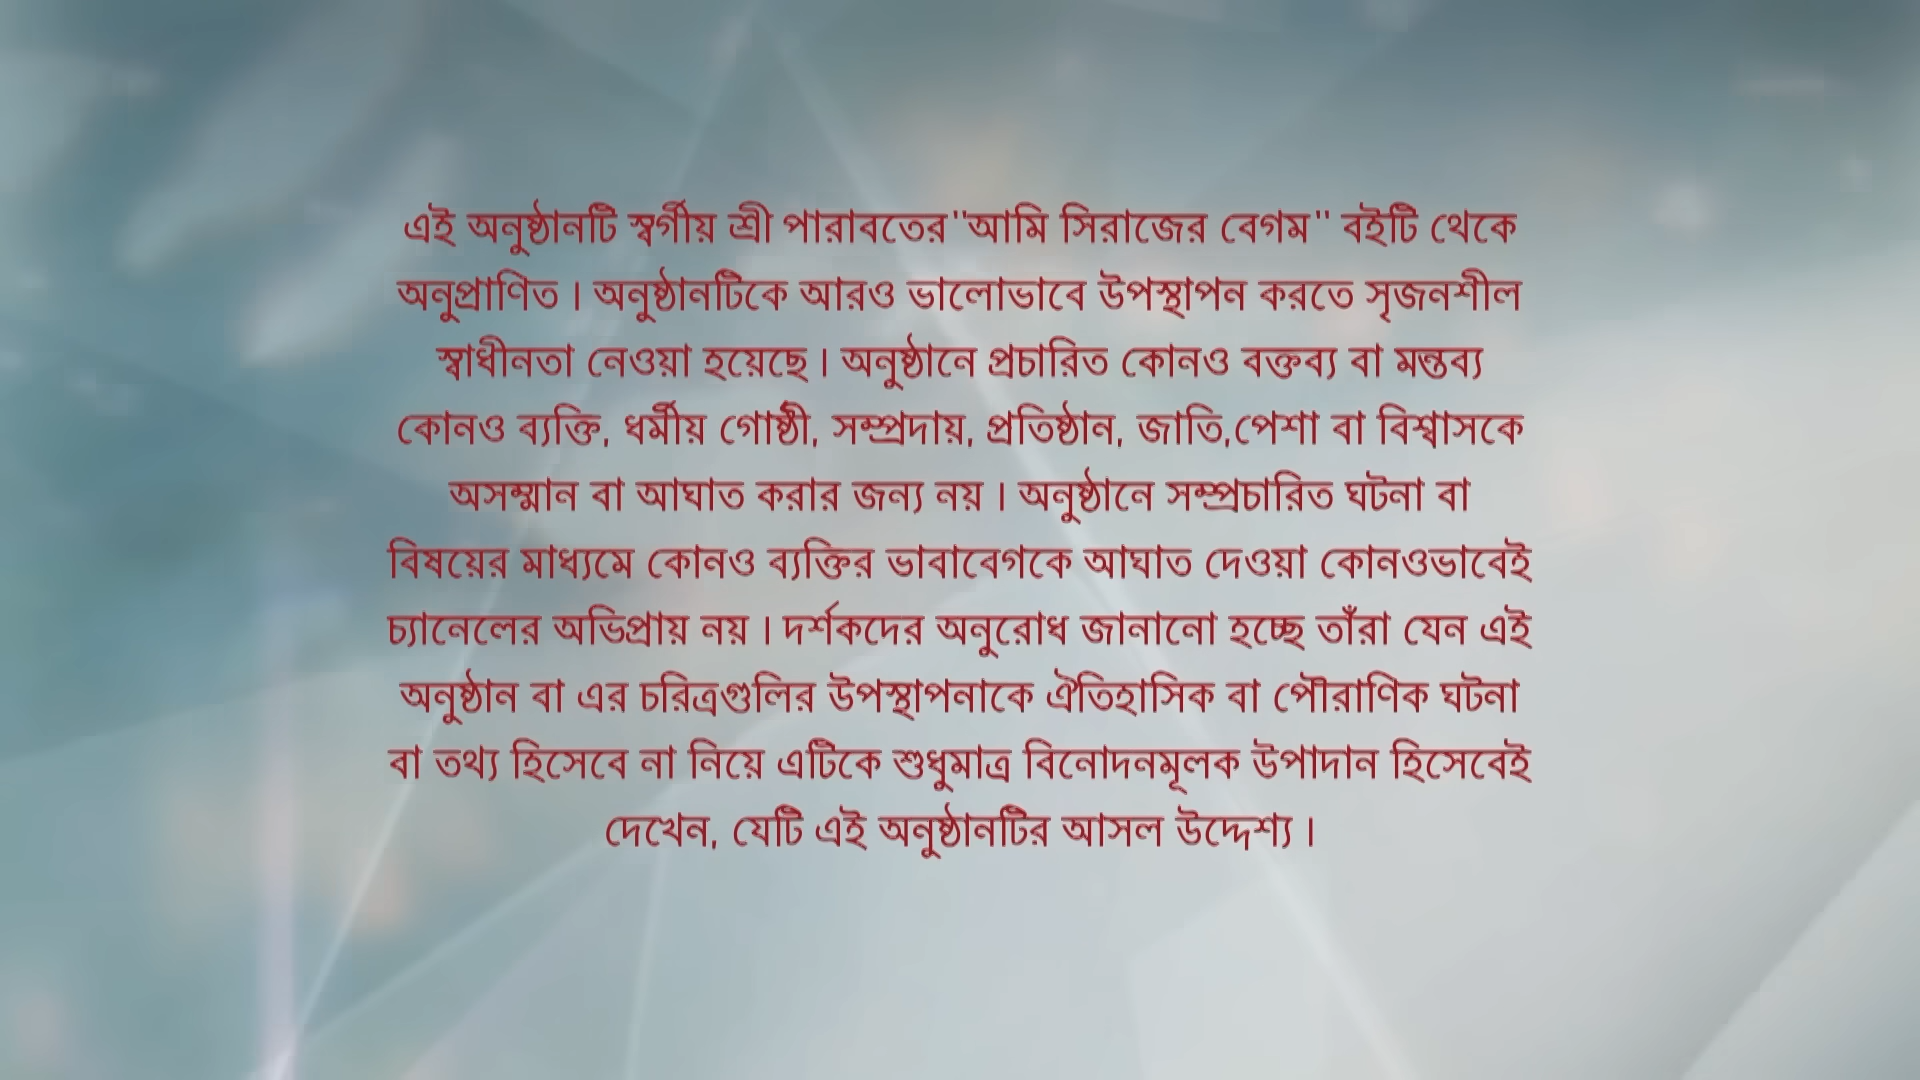 এই অনুষ্ঠানটি স্বর্গীয় শ্রী পারাবতের"আমি সিরাজের বেগম" বইটি থেকে
অনুপ্রাণিত । অনুষ্ঠানটিকে আরও ভালোভাবে উপস্থাপন করতে সৃজনশীল
স্বাধীনতা নেওয়া হয়েছে । অনুষ্ঠানে প্রচারিত কোনও বক্তব্য বা মন্তব্য
কোনও ব্যক্তি, ধর্মীয় গোষ্ঠী, সম্প্রদায়, প্রতিষ্ঠান, জাতি,পেশা বা বিশ্বাসকে
অসম্মান বা আঘাত করার জন্য নয় । অনুষ্ঠানে সম্প্রচারিত ঘটনা বা
বিষয়ের মাধ্যমে কোনও ব্যক্তির ভাবাবেগকে আঘাত দেওয়া কোনওভাবেই
চ্যানেলের অভিপ্রায় নয় । দর্শকদের অনুরোধ জানানো হচ্ছে তাঁরা যেন এই
অনুষ্ঠান বা এর চরিত্রগুলির উপস্থাপনাকে ঐতিহাসিক বা পৌরাণিক ঘটনা
বা তথ্য হিসেবে না নিয়ে এটিকে শুধুমাত্র বিনোদনমূলক উপাদান হিসেবেই
দেখেন, যেটি এই অনুষ্ঠানটির আসল উদ্দেশ্য ।